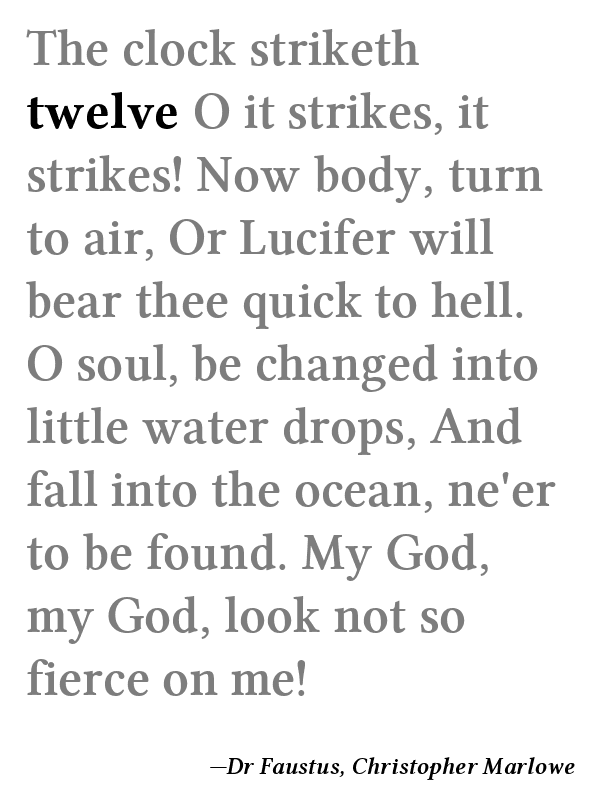 The clock striketh
twelve O it strikes, it
strikes! Now body, turn
to air, Or Lucifer will
bear thee quick to hell.
O soul, be changed into
little water drops, And
fall into the ocean, ne'er
to be found. My God,
my God, look not so
fierce on me!
—Dr Faustus, Christopher Marlowe